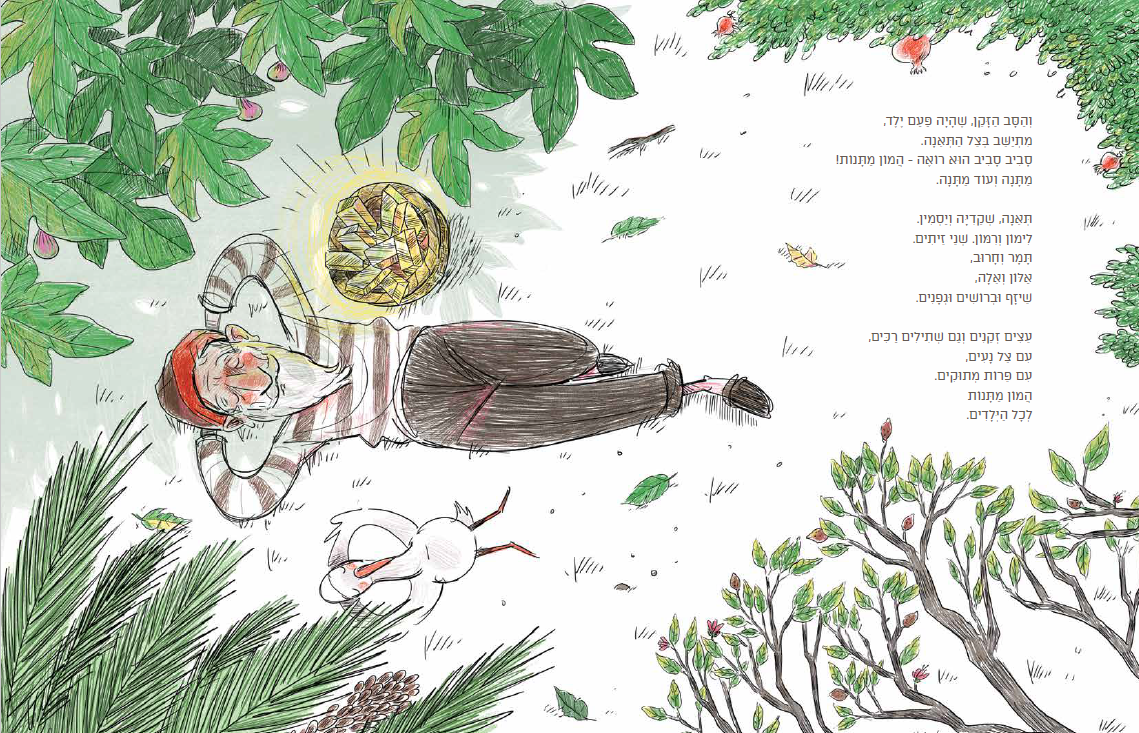 וְהַסָּב הַזָּקֵן, שֶׁהָיָה פַּעַם יֶלֶד,
מִתְיַשֵּׁב בְּצֵל הַתְּאֵנָה.
סָבִיב סָבִיב הוּא רוֹאֶה - הֲמוֹן מַתָּנוֹת!
מַתָּנָה וְעוֹד מַתָּנָה.
תְּאֵנָה, שְׁקֵדִיָּה וְיַסְמִין.
לִימוֹן וְרִמּוֹן. שְׁנֵי זֵיתִים.
תָּמָר וְחָרוּב,
אַלּוֹן וְאֵלָה,
שֵׁיזָף וּבְרוֹשִׁים וּגְפָנִים.
עֵצִים זְקֵנִים וְגַם שְׁתִילִים רַכִּים,
עִם צֵל נָעִים,
עִם פֵּרוֹת מְתוּקִים.
הֲמוֹן מַתָּנוֹת
לְכָל הַיְלָדִים.